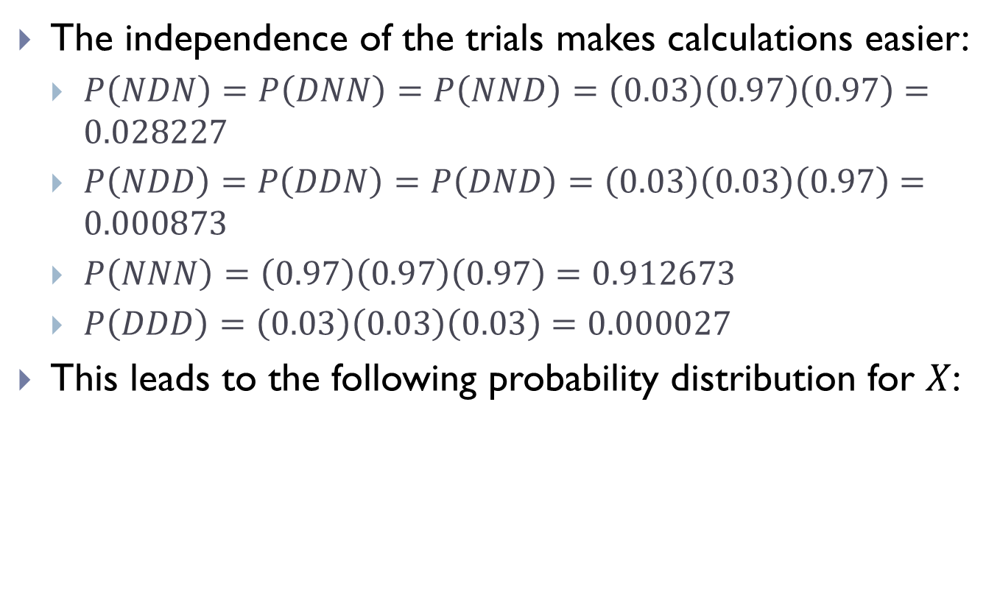 The independence of the trials makes calculations easier:
P(NDN) = P(DNN) = P(NND) = (0.03)(0.97)(0.97) =
0.028227
P(NDD) = P(DDN) = P(DND) = (0.03)(0.03)(0.97) =
0.000873
P(NNN) = (0.97)(0.97)(0.97) = 0.912673
P(DDD) = (0.03)(0.03)(0.03) = 0.000027
This leads to the following probability distribution for X: